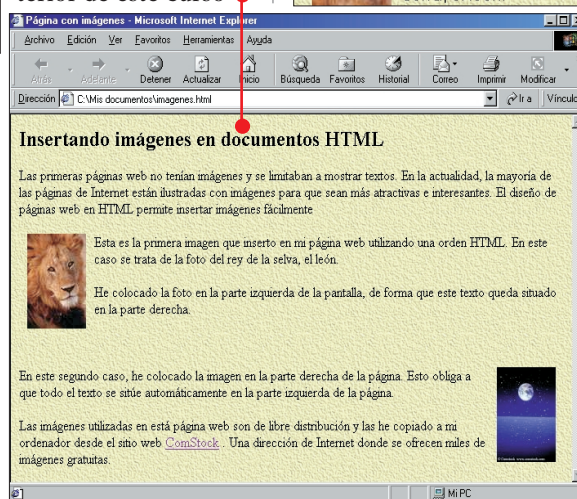 terior de este curso
Página con imágenes - Microsoft Internet Explorer
Archivo Edición Ver Favoritos Herramientas Ayuda
Atrás Adelante Detener Actualizar Inicio Búsqueda Favoritos Historial Correo Imprimir Modificar
Dirección C:\Mis documentos\imagenes.html Ir a Vínculo
Insertando imágenes en documentos HTML
Las primeras páginas web no tenían imágenes y se limitaban a mostrar textos. En la actualidad, la mayoría de
las páginas de Internet están ilustradas con imágenes para que sean más atractivas e interesantes. El diseño de
páginas web en HTML permite insertar imágenes fácilmente
Esta es la primera imagen que inserto en mi página web utilizando una orden HTML. En este
caso se trata de la foto del rey de la selva, el león.
He colocado la foto en la parte izquierda de la pantalla, de forma que este texto queda situado
en la parte derecha.
En este segundo caso, he colocado la imagen en la parte derecha de la página. Esto obliga a
que todo el texto se sitúe automáticamente en la parte izquierda de la página.
Las imágenes utilizadas en está página web son de libre distribución y las he copiado a mi
ordenador desde el sitio web ComStock . Una dirección de Internet donde se ofrecen miles de
imágenes gratuitas.
Mi PC